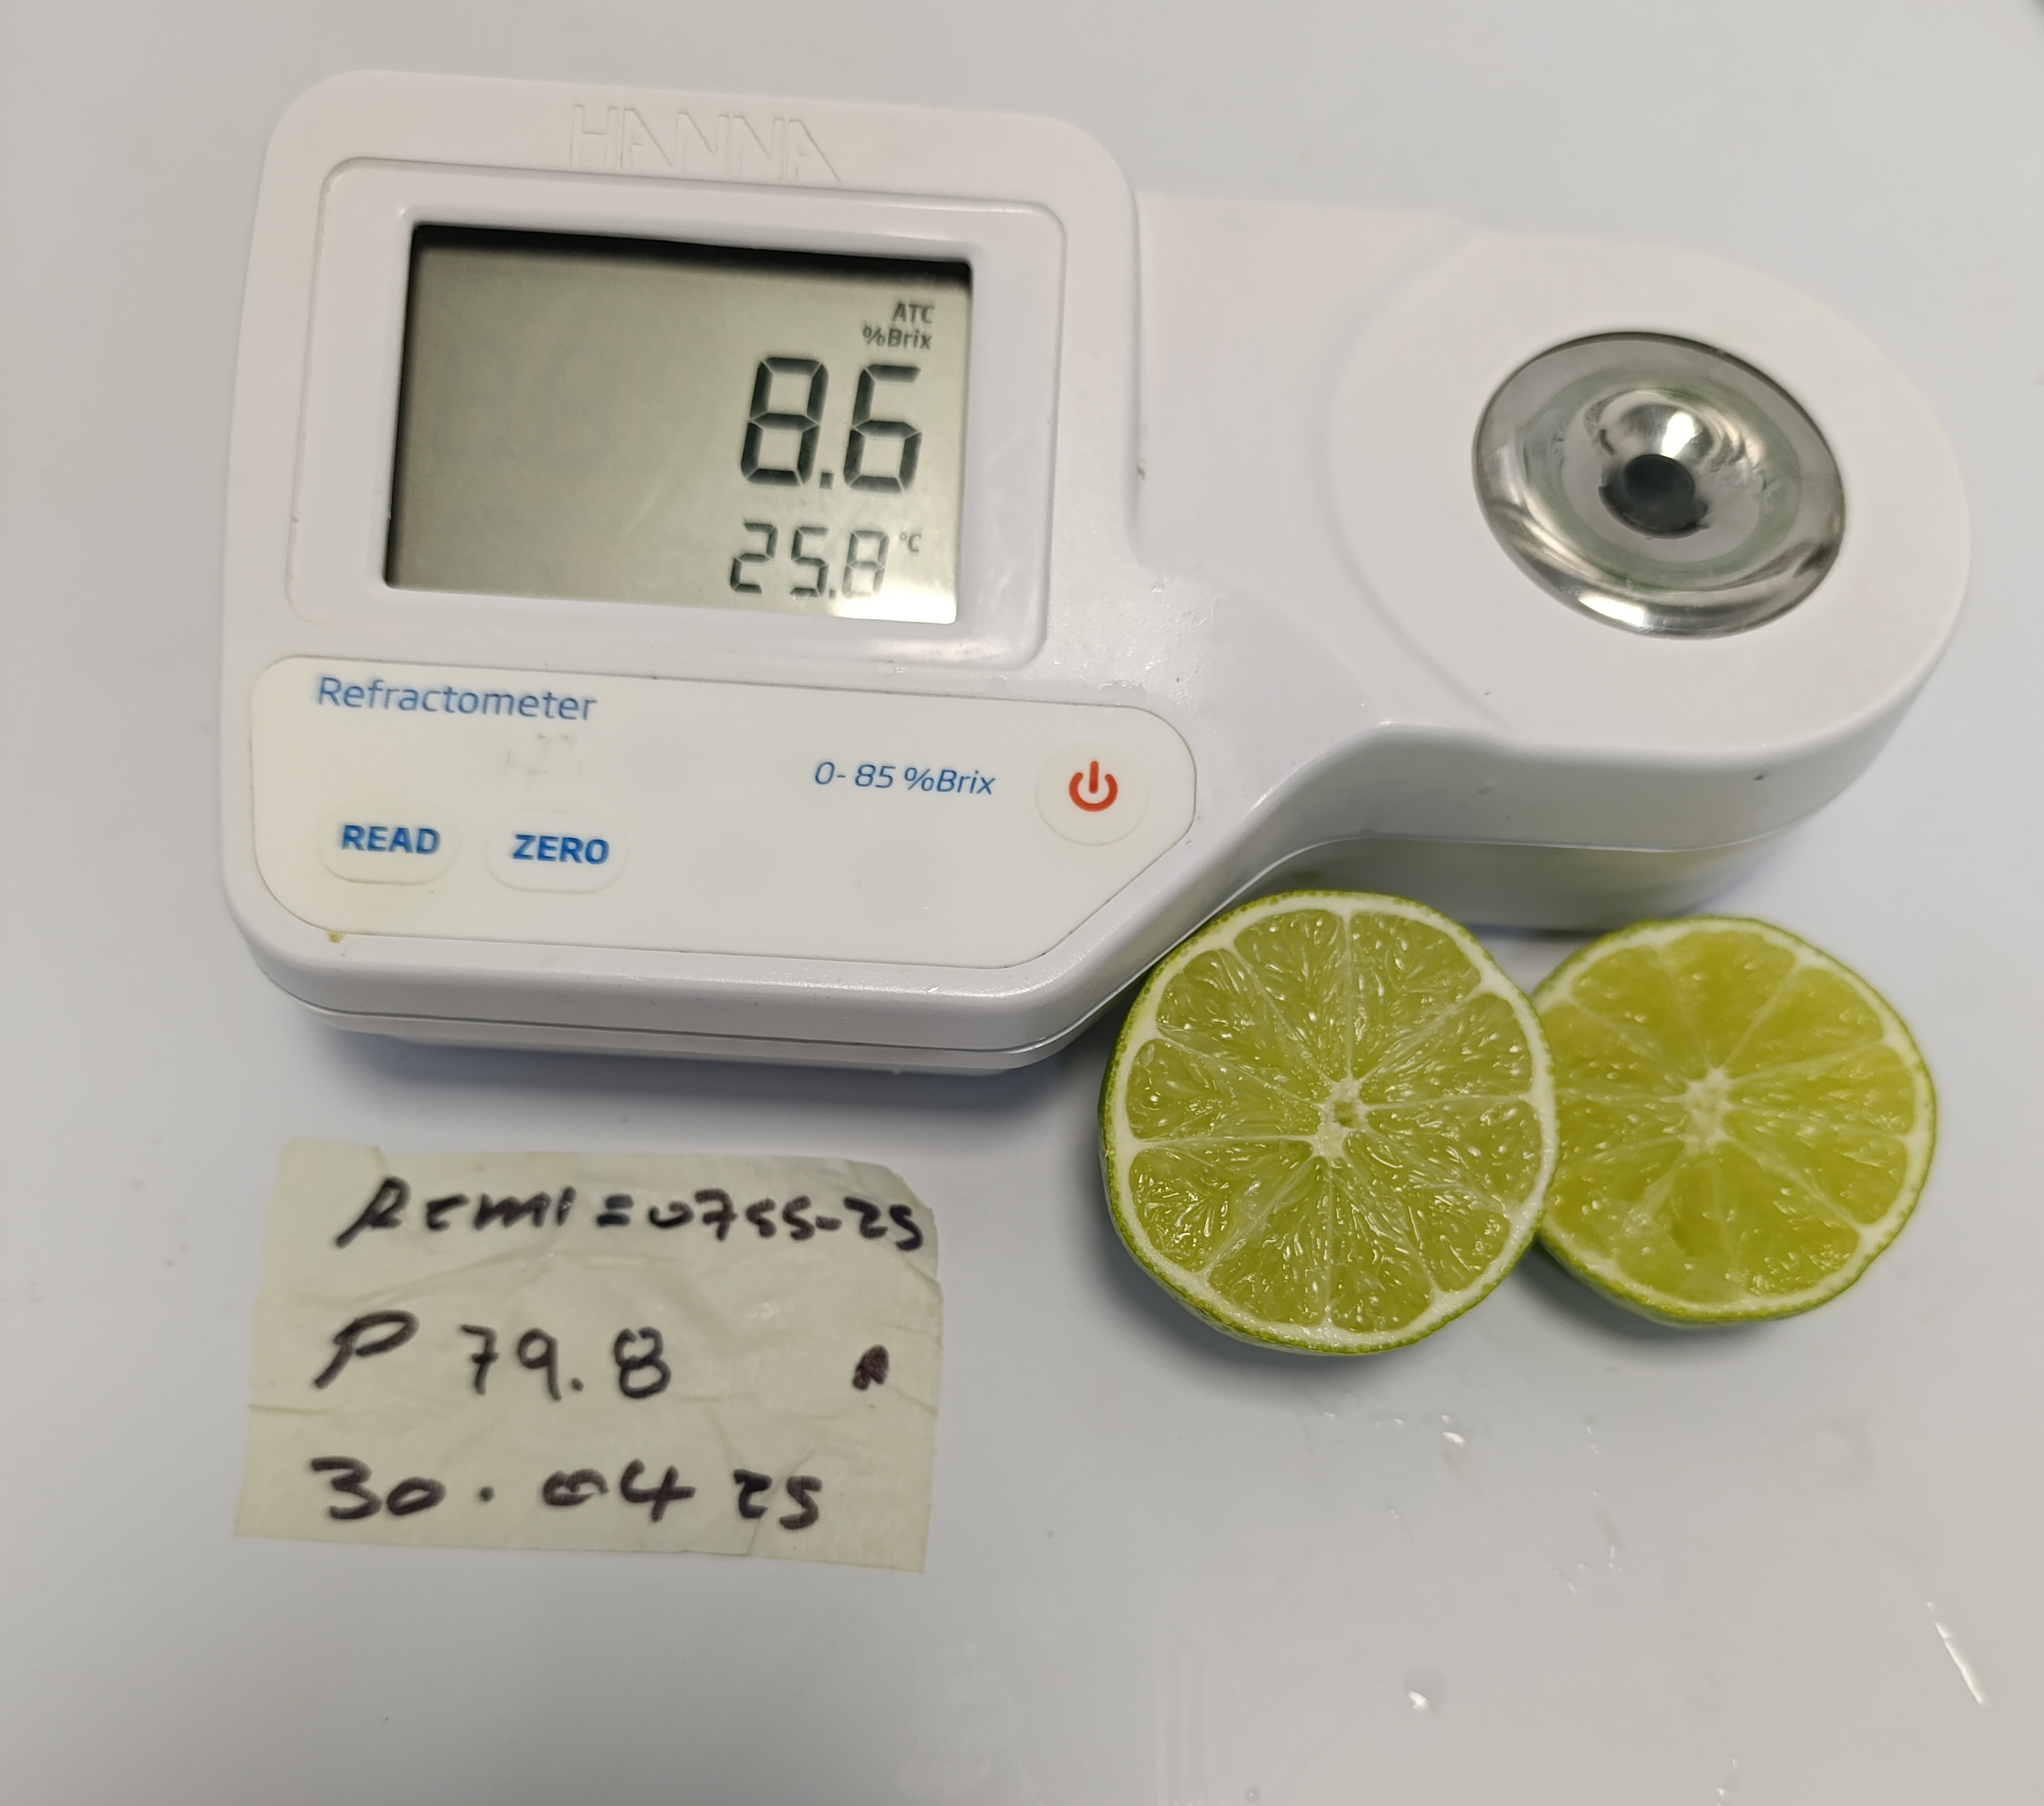 HANNA
ATC
%Brix
8.6
25.8 °C
Refractometer
0-85 %Brix
READ
ZERO
REMI=0755-25
P 79.8
30.04 25